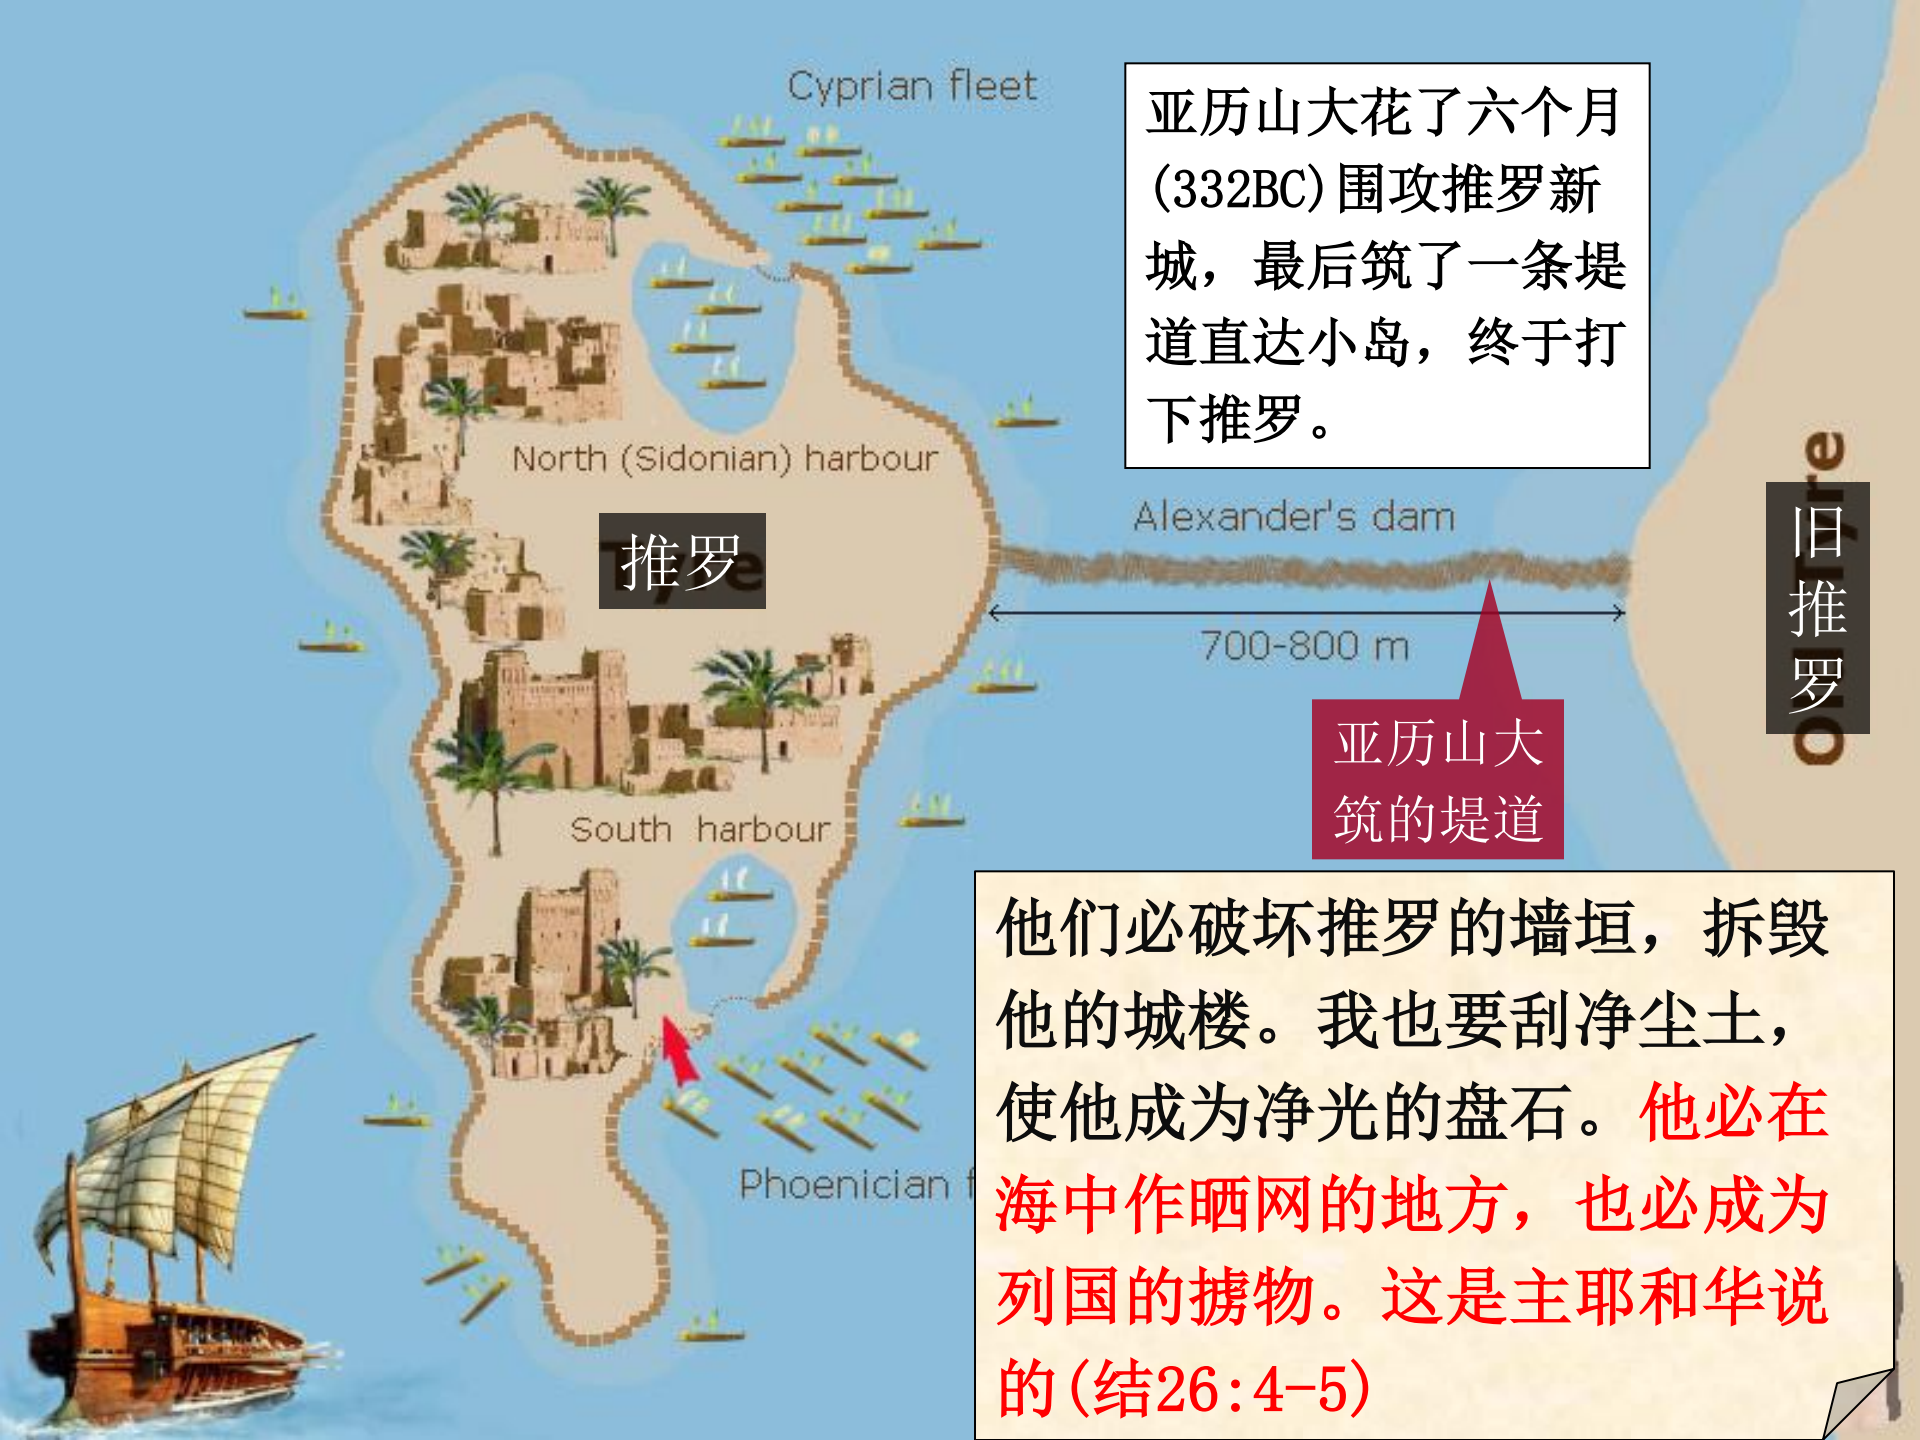 Cyprian fleet
亚历山大花了六个月
(332BC)围攻推罗新
城，最后筑了一条堤
道直达小岛，终于打
下推罗。
North (Sidonian) harbour
Alexander's dam
推罗
旧
推
罗
700-800 m
亚历山大
筑的堤道
South harbour
Phoenician
他们必破坏推罗的墙垣，拆毁
他的城楼。我也要刮净尘土，
使他成为净光的盘石。他必在
海中作晒网的地方，也必成为
列国的掳物。这是主耶和华说
的(结26:4-5)